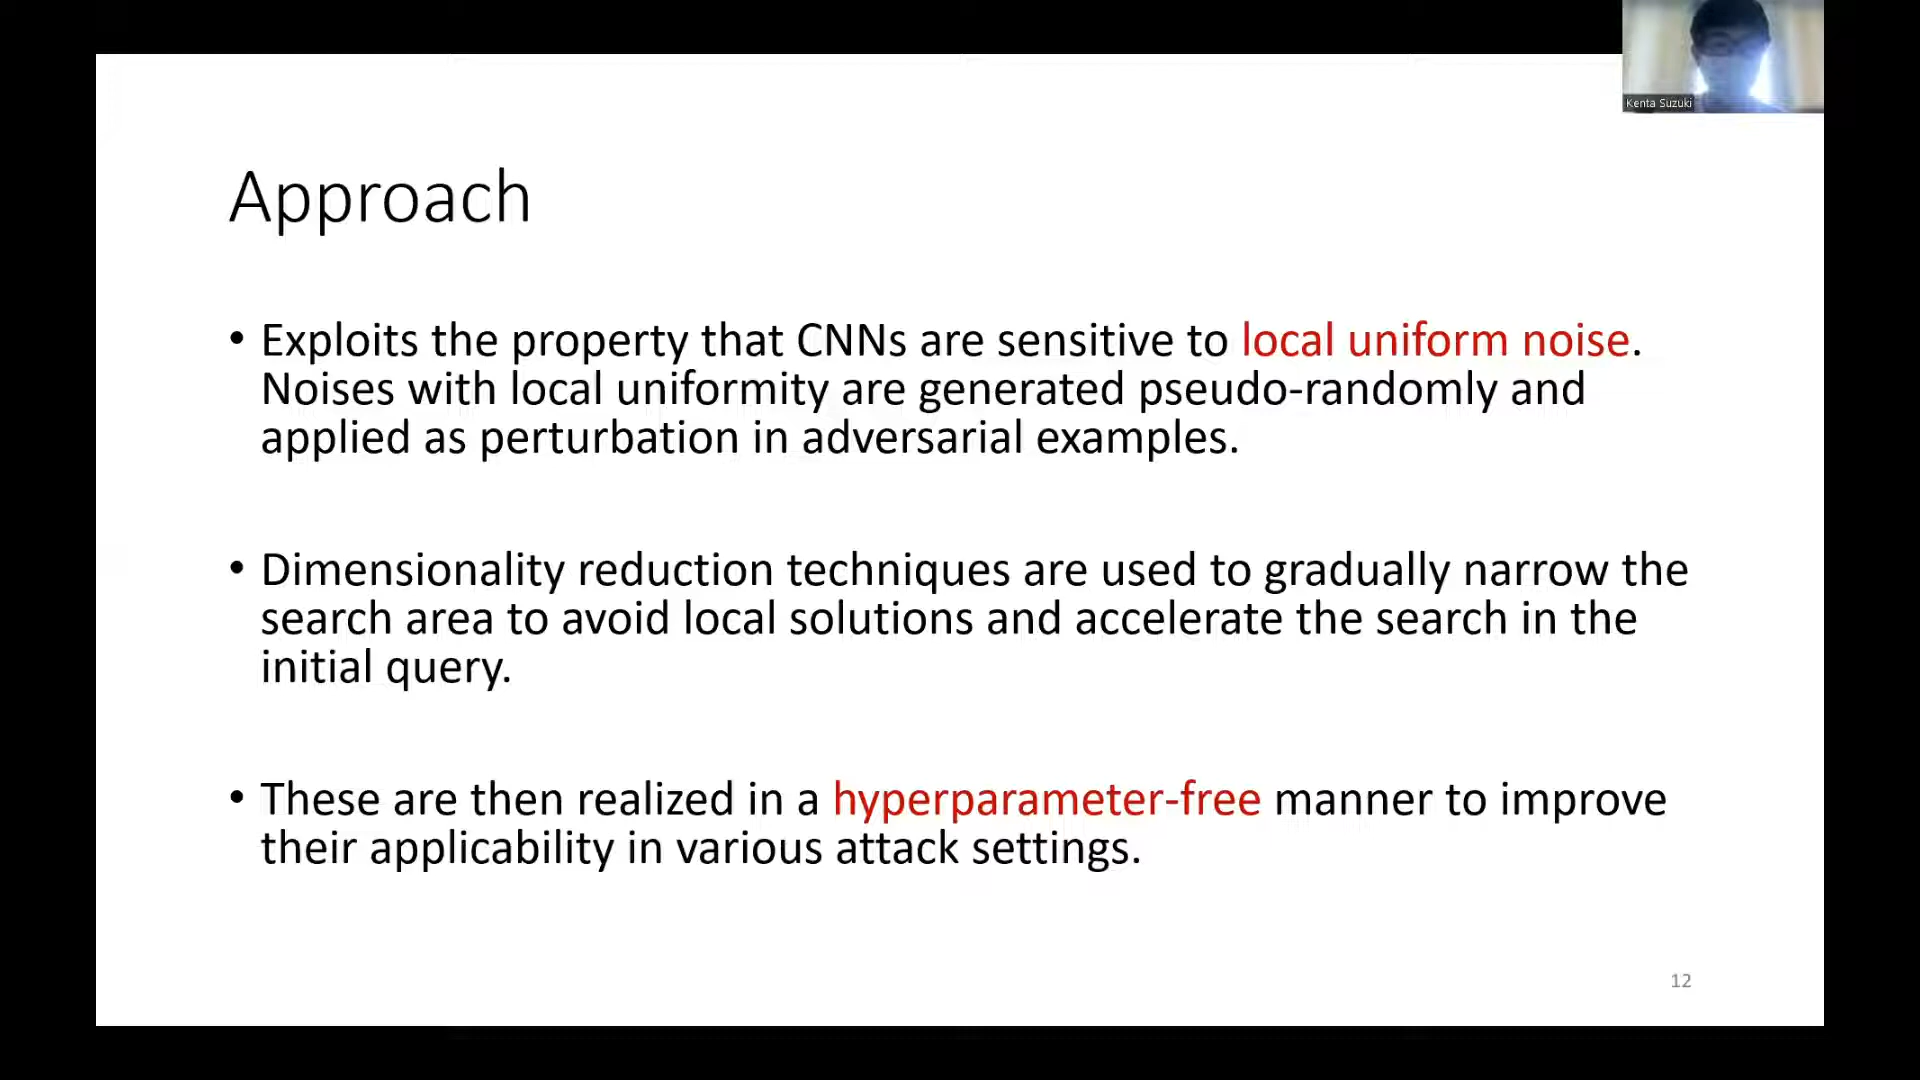 Kenta Suzuki
Approach
• Exploits the property that CNNs are sensitive to local uniform noise.
Noises with local uniformity are generated pseudo-randomly and
applied as perturbation in adversarial examples.
• Dimensionality reduction techniques are used to gradually narrow the
search area to avoid local solutions and accelerate the search in the
initial query.
• These are then realized in a hyperparameter-free manner to improve
their applicability in various attack settings.
12